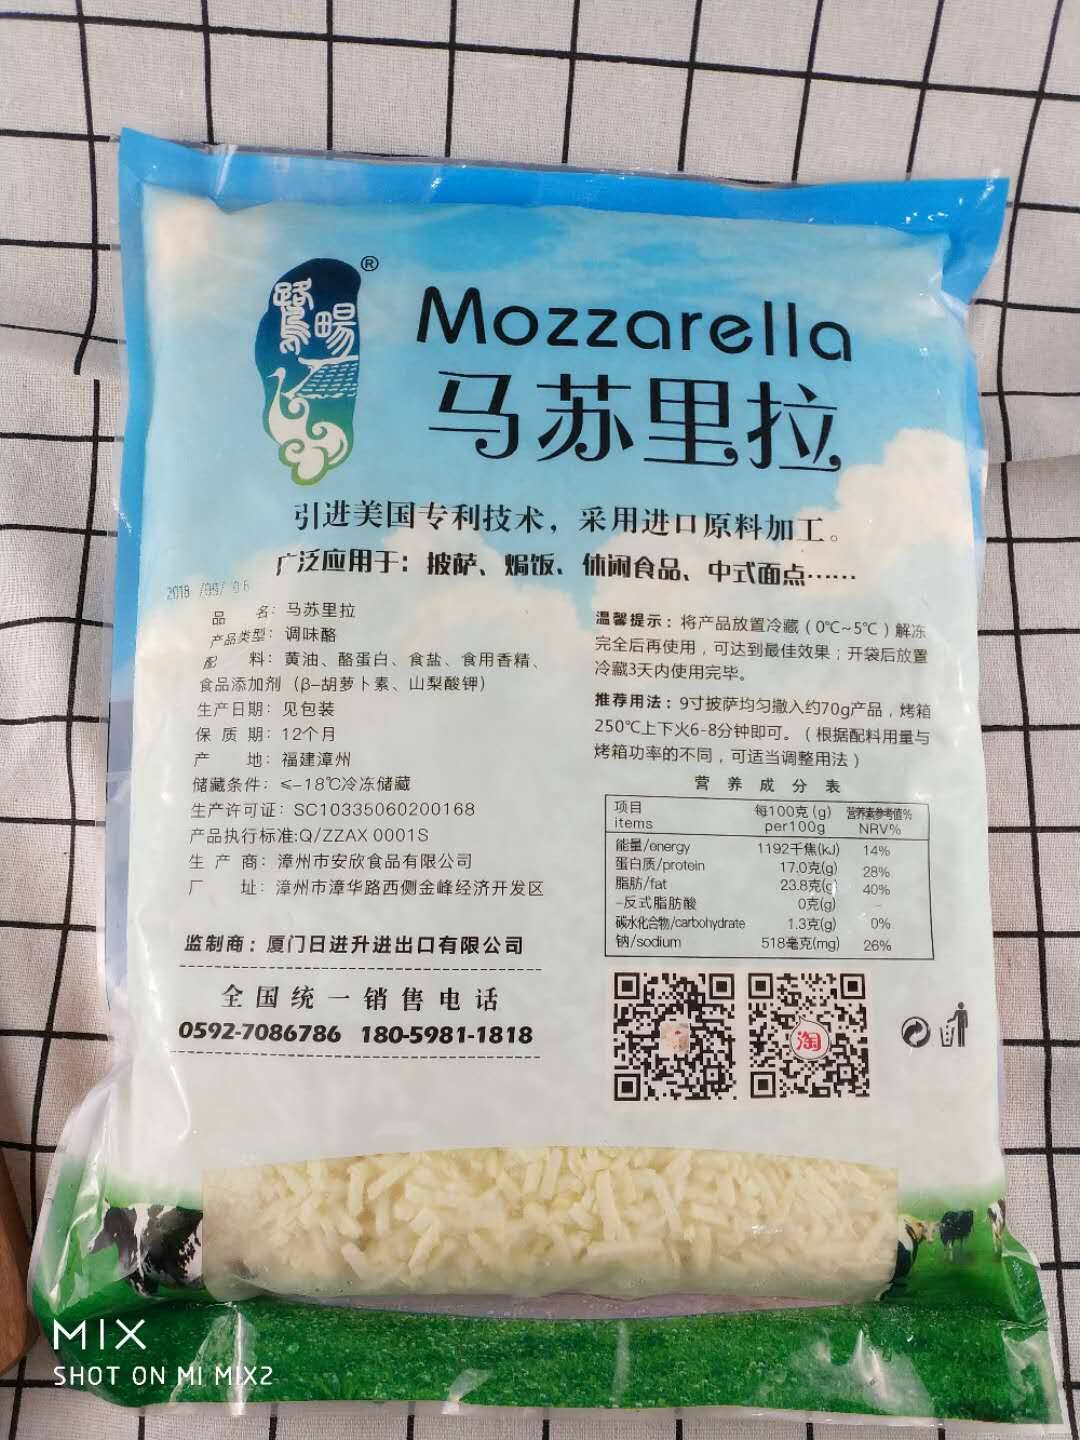 鹭畅
®
Mozzarella
马苏里拉
引进美国专利技术，采用进口原料加工。
广泛应用于：披萨、焗饭、休闲食品、中式面点……
2018 /09/ 06
品 名：马苏里拉
产品类型：调味酪
配 料：黄油、酪蛋白、食盐、食用香精、
食品添加剂（β-胡萝卜素、山梨酸钾）
生产日期：见包装
保 质 期：12个月
产 地：福建漳州
储藏条件：≤-18℃冷冻储藏
生产许可证：SC10335060200168
产品执行标准:Q/ZZAX 0001S
生 产 商：漳州市安欣食品有限公司
厂 址：漳州市漳华路西侧金峰经济开发区
监制商：厦门日进升进出口有限公司
全国统一销售电话
0592-7086786 180-5981-1818
温馨提示：将产品放置冷藏（0℃~5℃）解冻
完全后再使用，可达到最佳效果；开袋后放置
冷藏3天内使用完毕。
推荐用法：9寸披萨均匀撒入约70g产品，烤箱
250℃上下火6-8分钟即可。（根据配料用量与
烤箱功率的不同，可适当调整用法）
营养成分表
项目 每100克 (g) 营养素参考值%
items per100g NRV%
能量/energy 1192千焦(kJ) 14%
蛋白质/protein 17.0克(g) 28%
脂肪/fat 23.8克(g) 40%
-反式脂肪酸 0克(g) -
碳水化合物/carbohydrate 1.3克(g) 0%
钠/sodium 518毫克(mg) 26%
淘
MIX
SHOT ON MI MIX2